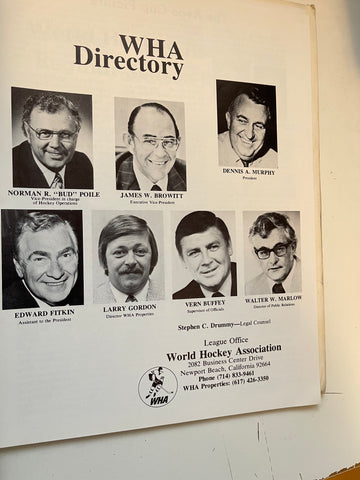 WHA
Directory
NORMAN R. "BUD" POILE
Vice-President in charge
of Hockey Operations
JAMES W. BROWITT
Executive Vice-President
DENNIS A. MURPHY
President
EDWARD FITKIN
Assistant to the President
LARRY GORDON
Director WHA Properties
VERN BUFFEY
Supervisor of Officials
WALTER W. MARLOW
Director of Public Relations
Stephen C. Drummy—Legal Counsel
League Office
World Hockey Association
2082 Business Center Drive
Newport Beach, California 92664
Phone (714) 833-9461
WHA Properties: (617) 426-3350
WHA